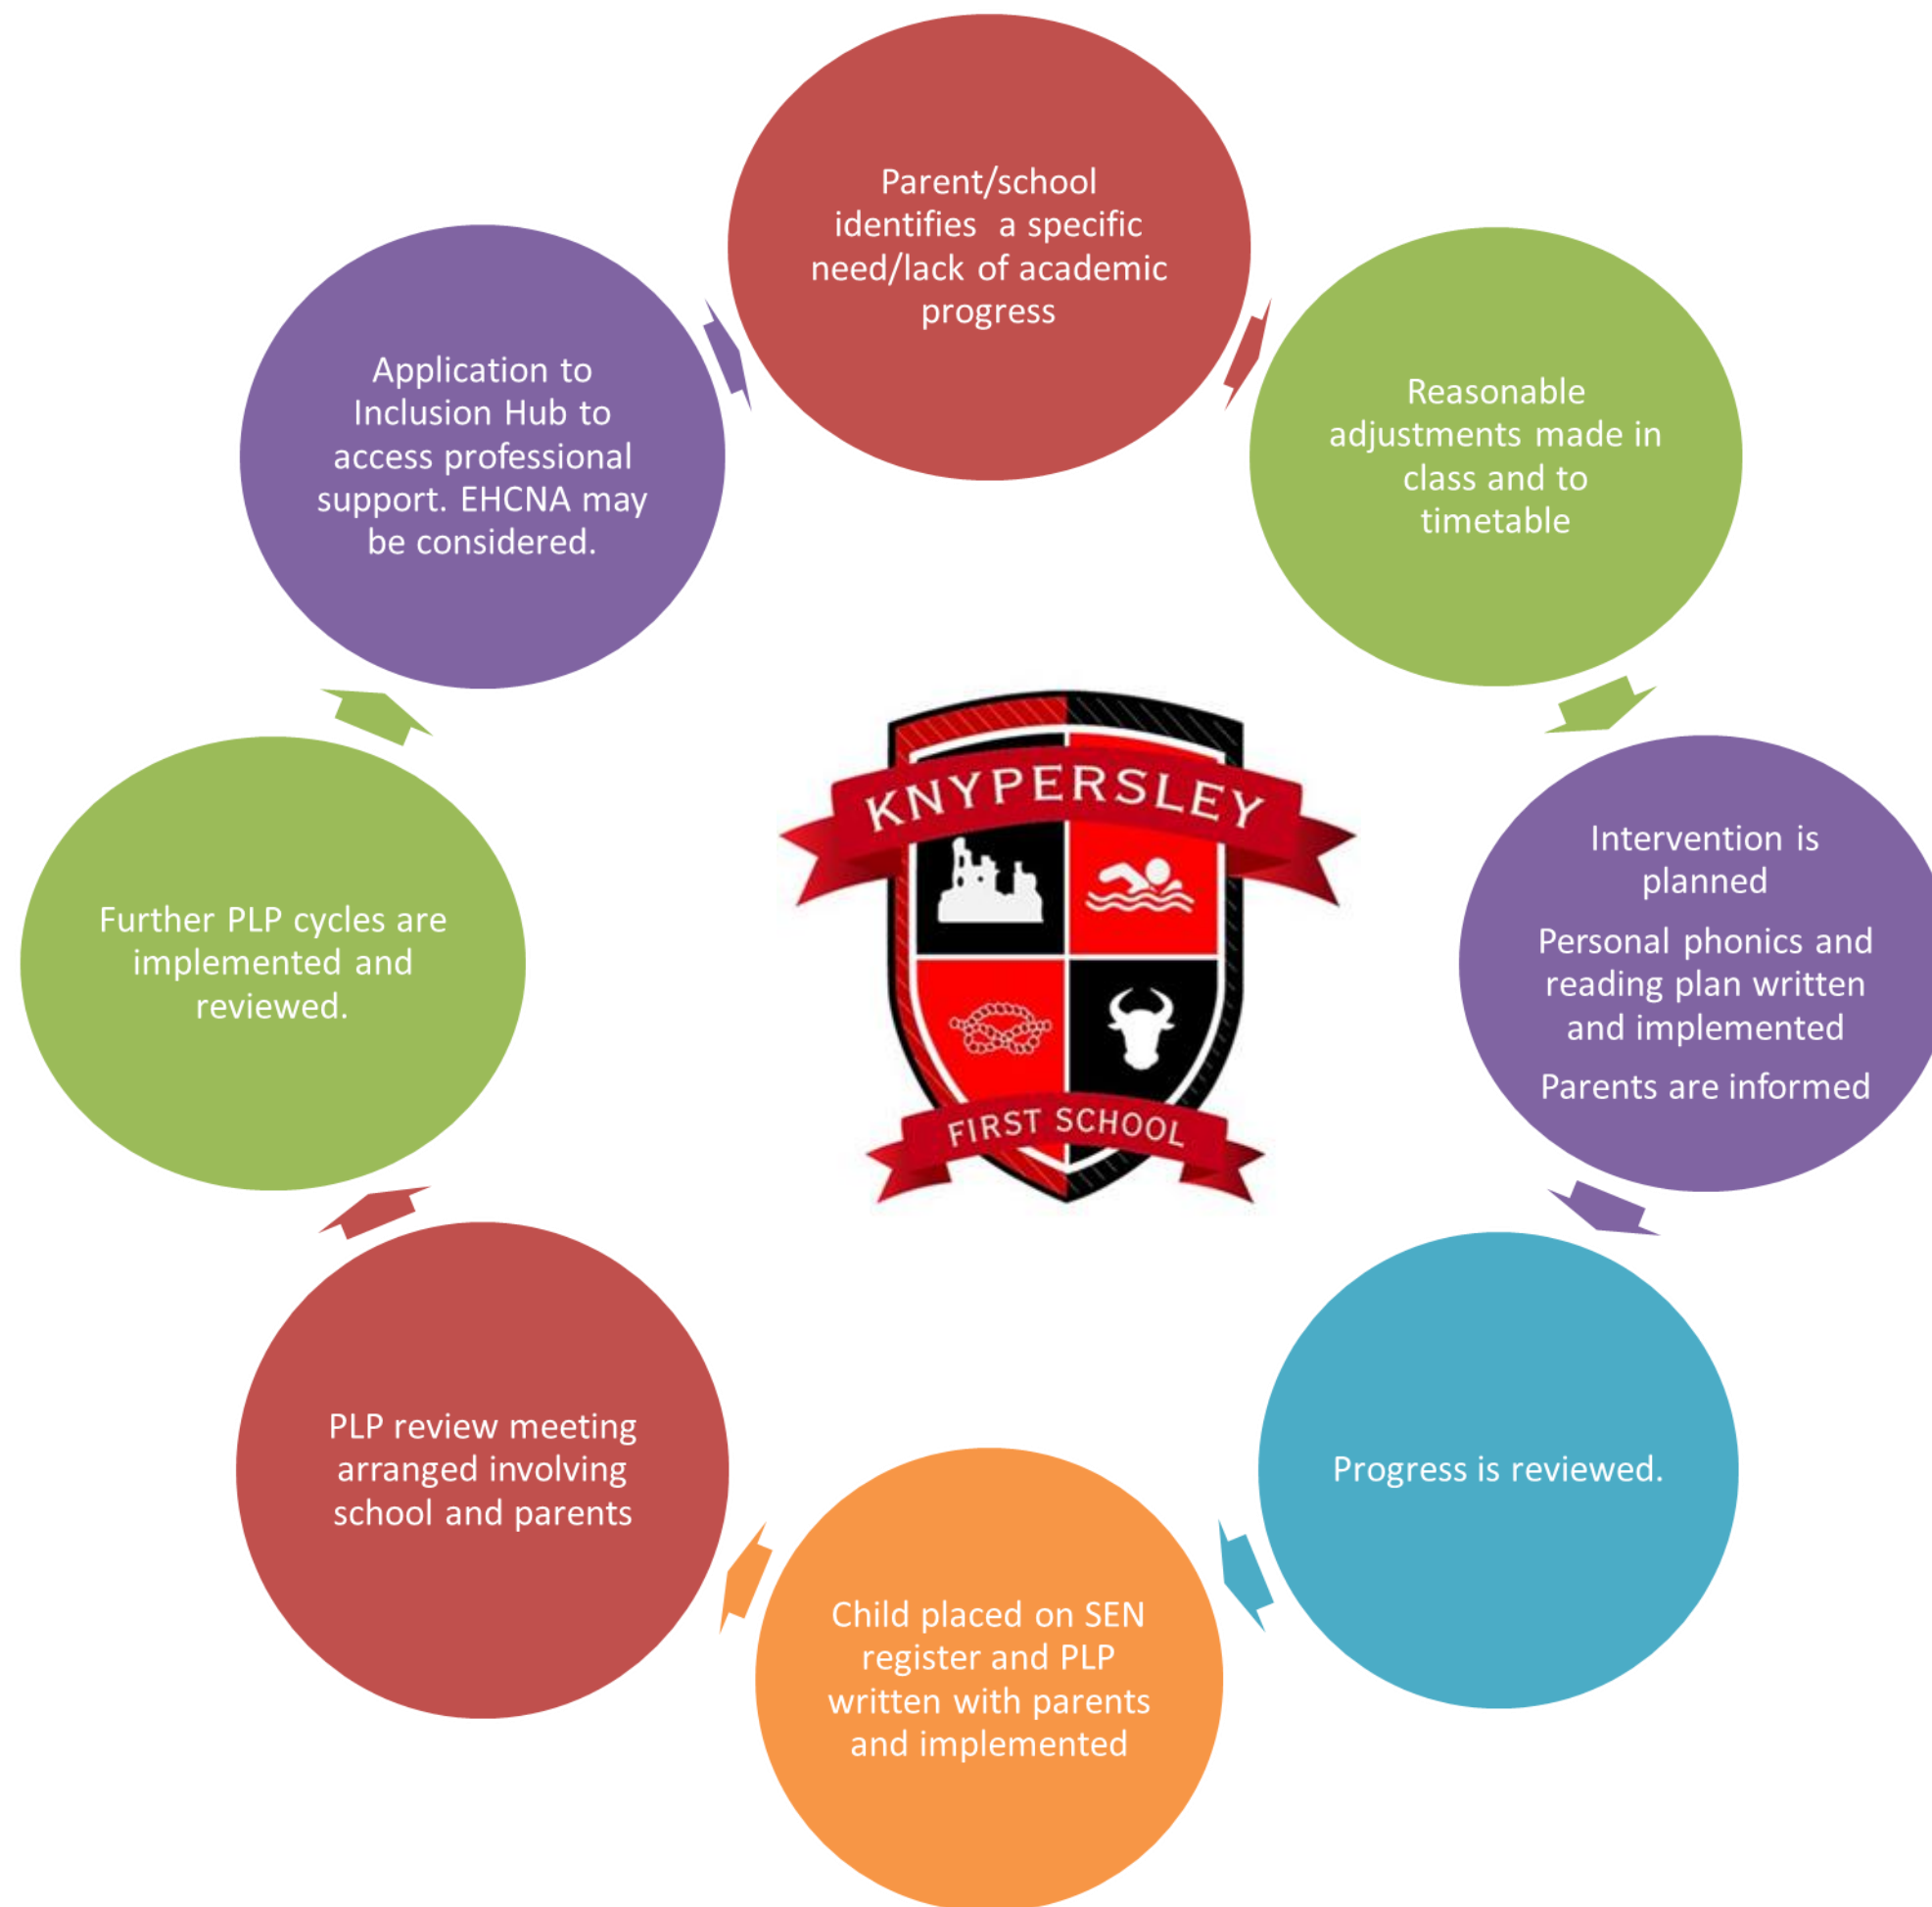 Parent/school
identifies a specific
need/lack of academic
progress
Reasonable
adjustments made in
class and to
timetable
Intervention is
planned
Personal phonics and
reading plan written
and implemented
Parents are informed
Progress is reviewed.
Child placed on SEN
register and PLP
written with parents
and implemented
PLP review meeting
arranged involving
school and parents
Further PLP cycles are
implemented and
reviewed.
Application to
Inclusion Hub to
access professional
support. EHCNA may
be considered.
KNYPERSLEY
FIRST SCHOOL